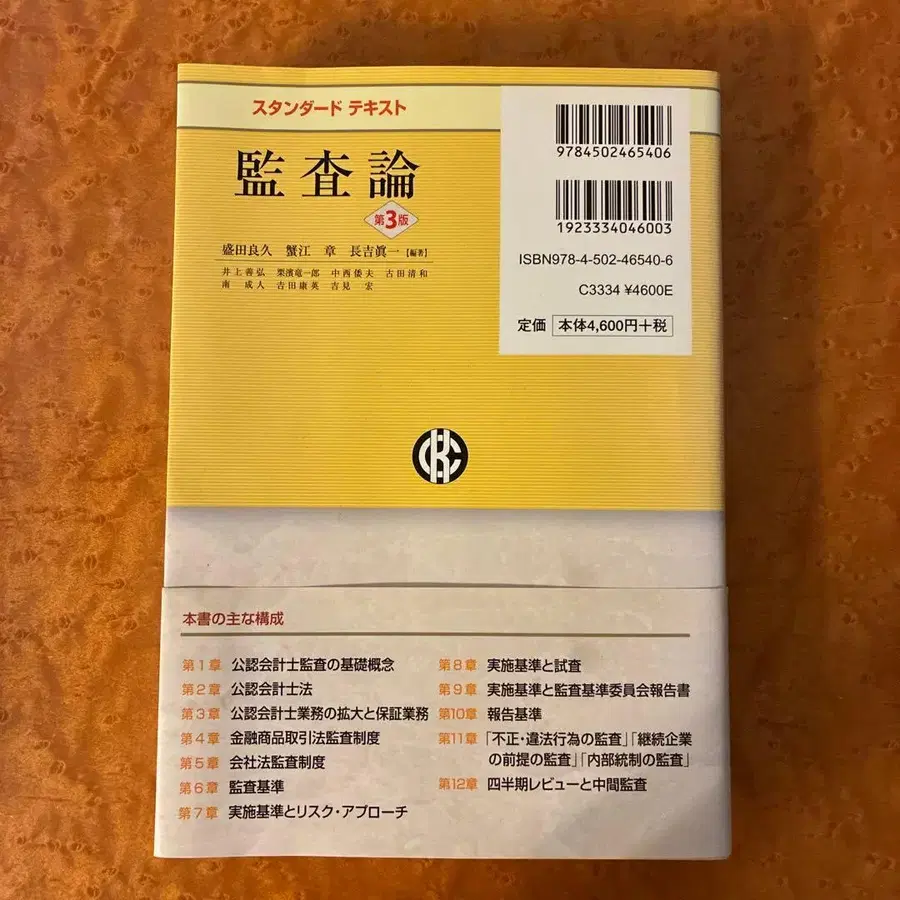 スタンダード テキスト
監査論
第3版
盛田良久 蟹江 章 長吉眞一【編著】
井上善弘 栗濱竜一郎 中西倭夫 古田清和
南 成人 吉田康英 吉見 宏
9784502465406
1923334046003
ISBN978-4-502-46540-6
C3334 ¥4600E
定価 本体4,600円+税
本書の主な構成
第1章 公認会計士監査の基礎概念
第2章 公認会計士法
第3章 公認会計士業務の拡大と保証業務
第4章 金融商品取引法監査制度
第5章 会社法監査制度
第6章 監査基準
第7章 実施基準とリスク・アプローチ
第8章 実施基準と試査
第9章 実施基準と監査基準委員会報告書
第10章 報告基準
第11章 「不正・違法行為の監査」「継続企業
の前提の監査」「内部統制の監査」
第12章 四半期レビューと中間監査